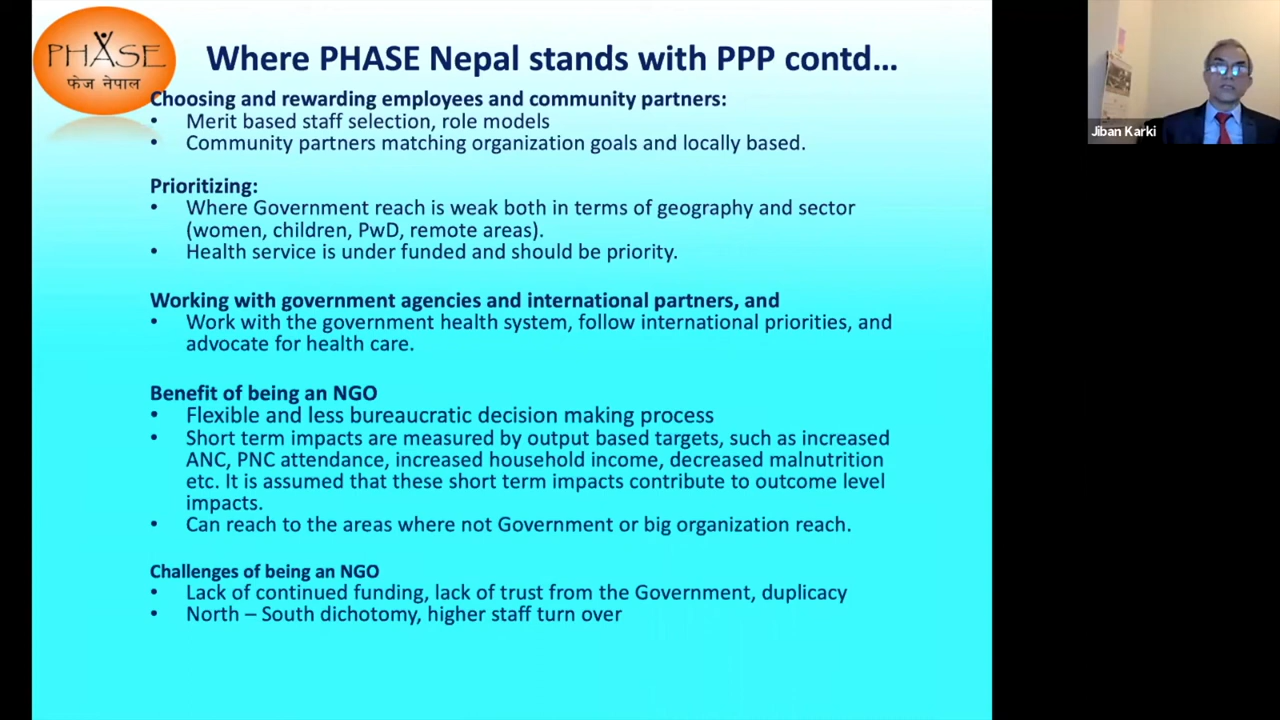 PHASE
फेज नेपाल
Where PHASE Nepal stands with PPP contd…
Choosing and rewarding employees and community partners:
• Merit based staff selection, role models
• Community partners matching organization goals and locally based.
Prioritizing:
• Where Government reach is weak both in terms of geography and sector
(women, children, PwD, remote areas).
• Health service is under funded and should be priority.
Working with government agencies and international partners, and
• Work with the government health system, follow international priorities, and
advocate for health care.
Benefit of being an NGO
• Flexible and less bureaucratic decision making process
• Short term impacts are measured by output based targets, such as increased
ANC, PNC attendance, increased household income, decreased malnutrition
etc. It is assumed that these short term impacts contribute to outcome level
impacts.
• Can reach to the areas where not Government or big organization reach.
Challenges of being an NGO
• Lack of continued funding, lack of trust from the Government, duplicacy
• North – South dichotomy, higher staff turn over
Jiban Karki